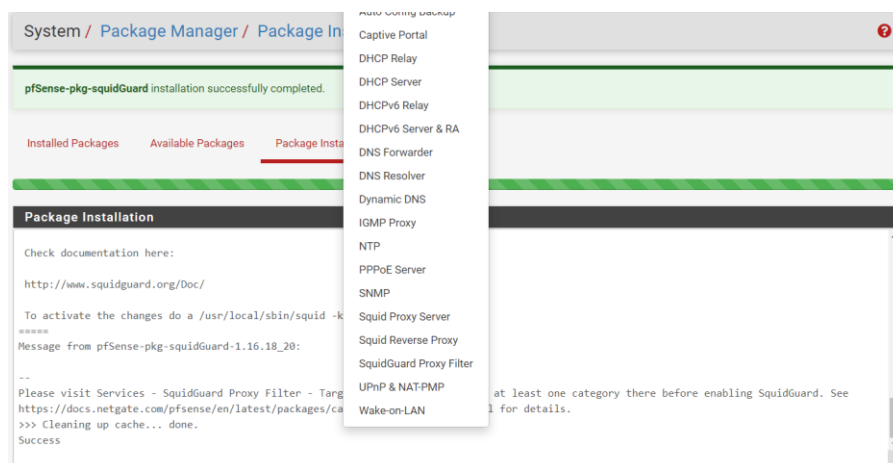 System / Package Manager / Package In
pfSense-pkg-squidGuard installation successfully completed.
Installed Packages
Available Packages
Package Insta
Package Installation
Check documentation here:
http://www.squidguard.org/Doc/
To activate the changes do a /usr/local/sbin/squid -k
=====
Message from pfSense-pkg-squidGuard-1.16.18_20:
--
Please visit Services - SquidGuard Proxy Filter - Targ at least one category there before enabling SquidGuard. See
https://docs.netgate.com/pfsense/en/latest/packages/ca l for details.
>>> Cleaning up cache... done.
Success
Auto Config Backup
Captive Portal
DHCP Relay
DHCP Server
DHCPv6 Relay
DHCPv6 Server & RA
DNS Forwarder
DNS Resolver
Dynamic DNS
IGMP Proxy
NTP
PPPoE Server
SNMP
Squid Proxy Server
Squid Reverse Proxy
SquidGuard Proxy Filter
UPnP & NAT-PMP
Wake-on-LAN